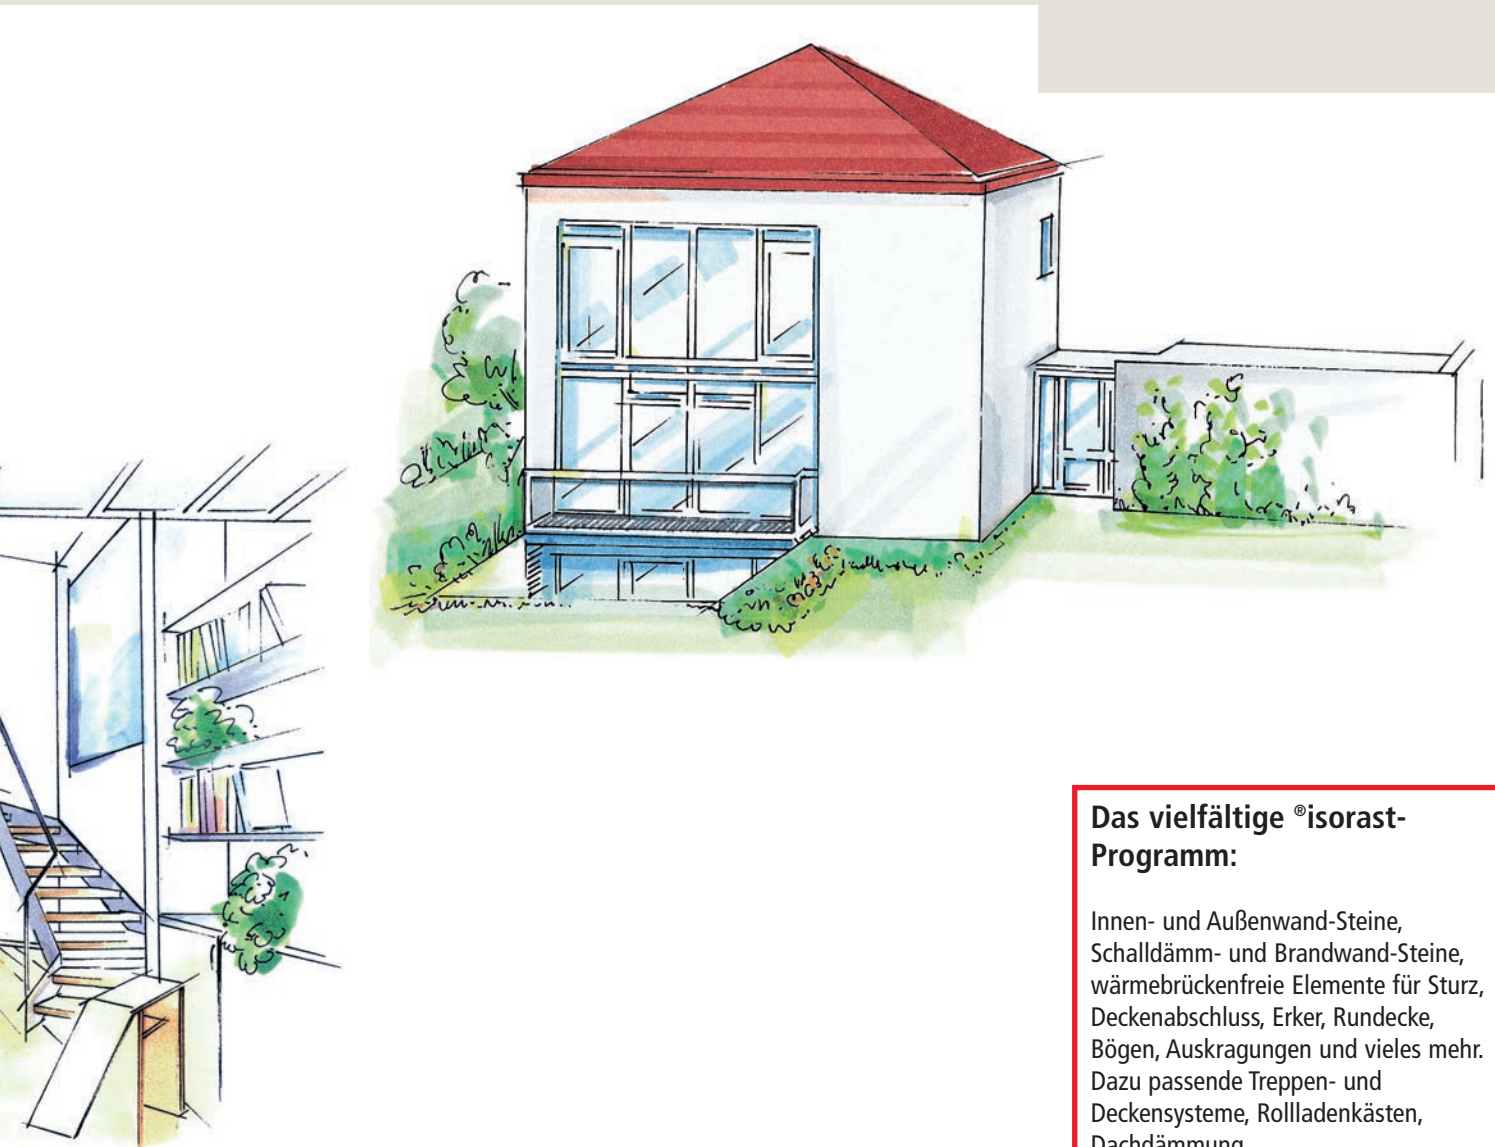 Das vielfältige ®isorast-
Programm:
Innen- und Außenwand-Steine,
Schalldämm- und Brandwand-Steine,
wärmebrückenfreie Elemente für Sturz,
Deckenabschluss, Erker, Rundecke,
Bögen, Auskragungen und vieles mehr.
Dazu passende Treppen- und
Deckensysteme, Rollladenkästen,
Dachdämmung